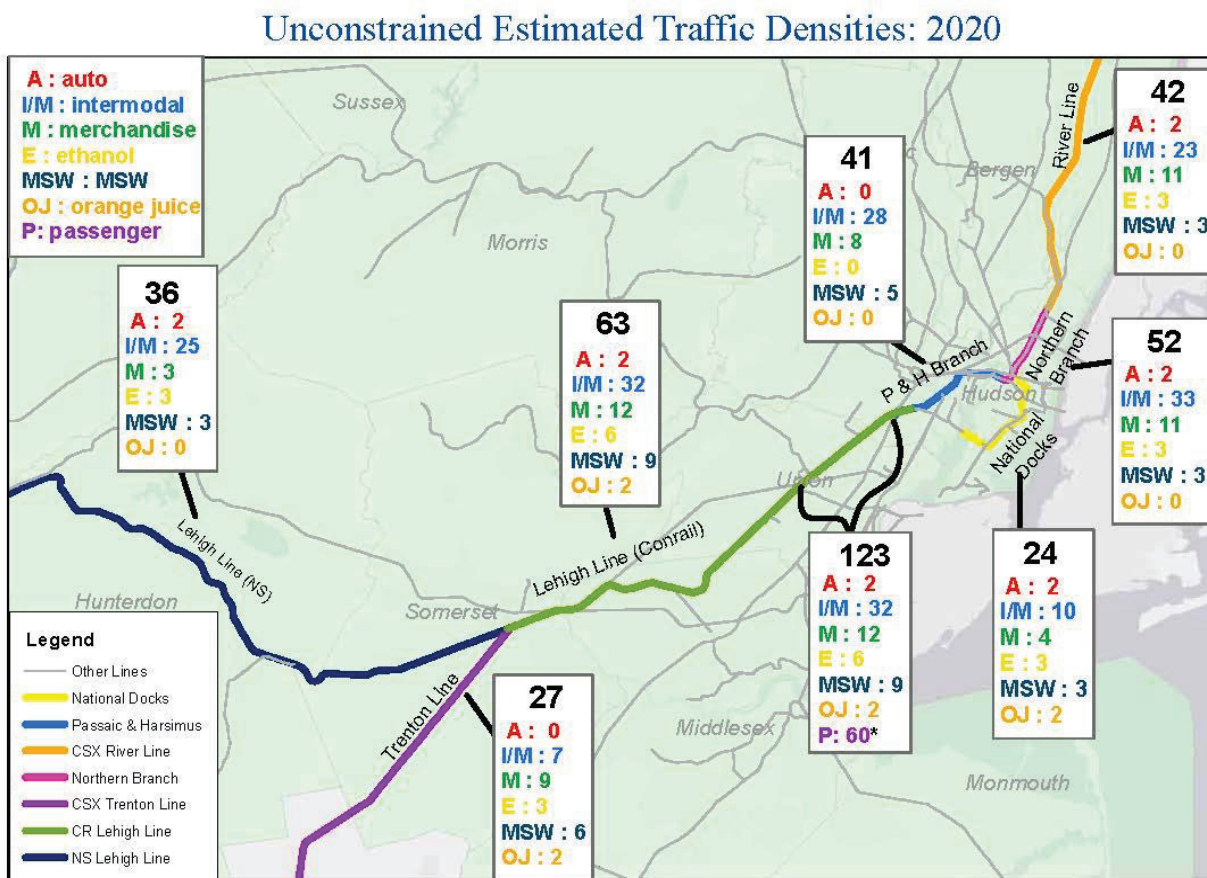 Unconstrained Estimated Traffic Densities: 2020
A : auto
I/M : intermodal
M : merchandise
E : ethanol
MSW : MSW
OJ : orange juice
P: passenger
Sussex
Morris
Bergen
River Line
42
A : 2
I/M : 23
M : 11
E : 3
MSW : 3
OJ : 0
41
A : 0
I/M : 28
M : 8
E : 0
MSW : 5
OJ : 0
36
A : 2
I/M : 25
M : 3
E : 3
MSW : 3
OJ : 0
63
A : 2
I/M : 32
M : 12
E : 6
MSW : 9
OJ : 2
P & H Branch
Northern
Branch
Hudson
National
Docks
52
A : 2
I/M : 33
M : 11
E : 3
MSW : 3
OJ : 0
Union
Lehigh Line (NS)
Lehigh Line (Conrail)
Hunterdon
Somerset
123
A : 2
I/M : 32
M : 12
E : 6
MSW : 9
OJ : 2
P: 60*
24
A : 2
I/M : 10
M : 4
E : 3
MSW : 3
OJ : 2
Trenton Line
27
A : 0
I/M : 7
M : 9
E : 3
MSW : 6
OJ : 2
Middlesex
Monmouth
Legend
Other Lines
National Docks
Passaic & Harsimus
CSX River Line
Northern Branch
CSX Trenton Line
CR Lehigh Line
NS Lehigh Line